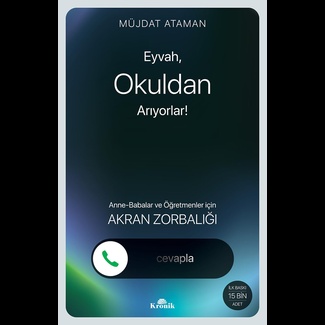 MÜJDAT ATAMAN
Eyvah,
Okuldan
Arıyorlar!
Anne-Babalar ve Öğretmenler için
AKRAN ZORBALIĞI
cevapla
İLK BASKI
15 BİN
ADET
Kronik